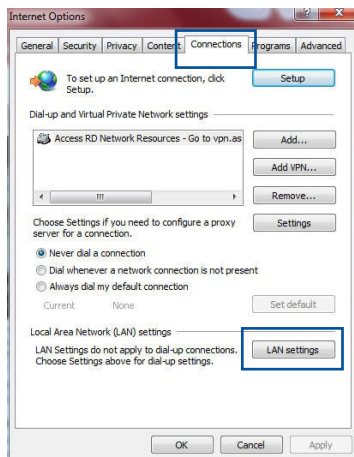 Internet Options
General Security Privacy Content Connections Programs Advanced
To set up an Internet connection, click
Setup.
Setup
Dial-up and Virtual Private Network settings
Access RD Network Resources - Go to vpn.as
Add...
Add VPN...
Remove...
Choose Settings if you need to configure a proxy
server for a connection.
Settings
Never dial a connection
Dial whenever a network connection is not present
Always dial my default connection
Current None
Set default
Local Area Network (LAN) settings
LAN Settings do not apply to dial-up connections.
Choose Settings above for dial-up settings.
LAN settings
OK Cancel Apply